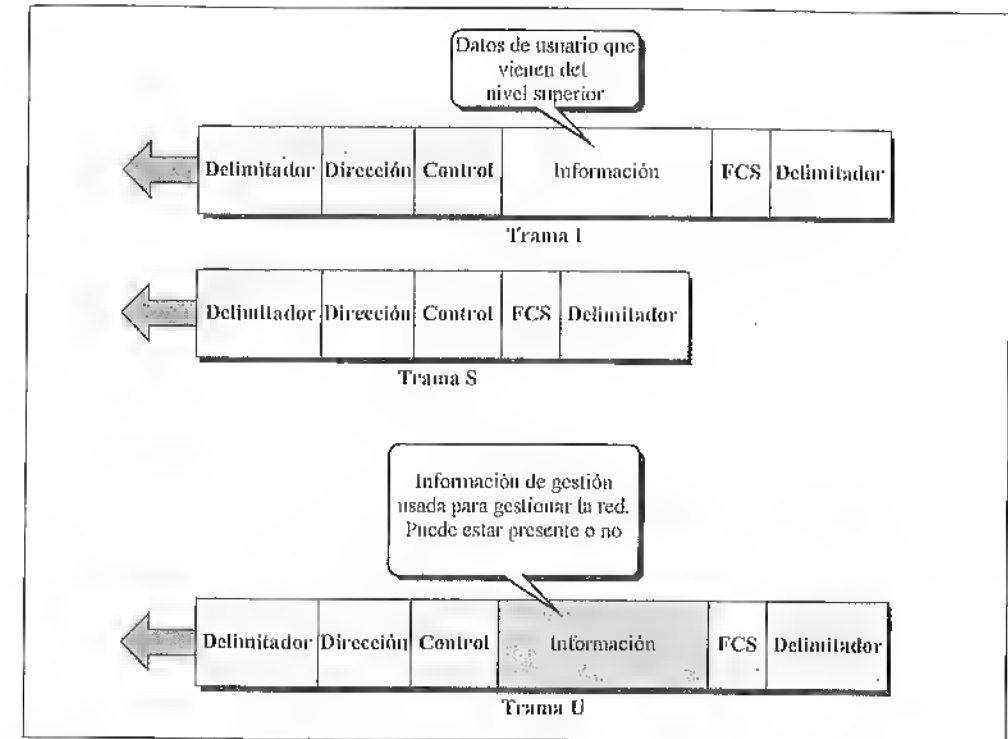 Datos de usuario que
vienen del
nivel superior
Delimitador Dirección Control Información FCS Delimitador
Trama I
Delimitador Dirección Control FCS Delimitador
Trama S
Información de gestión
usada para gestionar la red.
Puede estar presente o no
Delimitador Dirección Control Información FCS Delimitador
Trama U